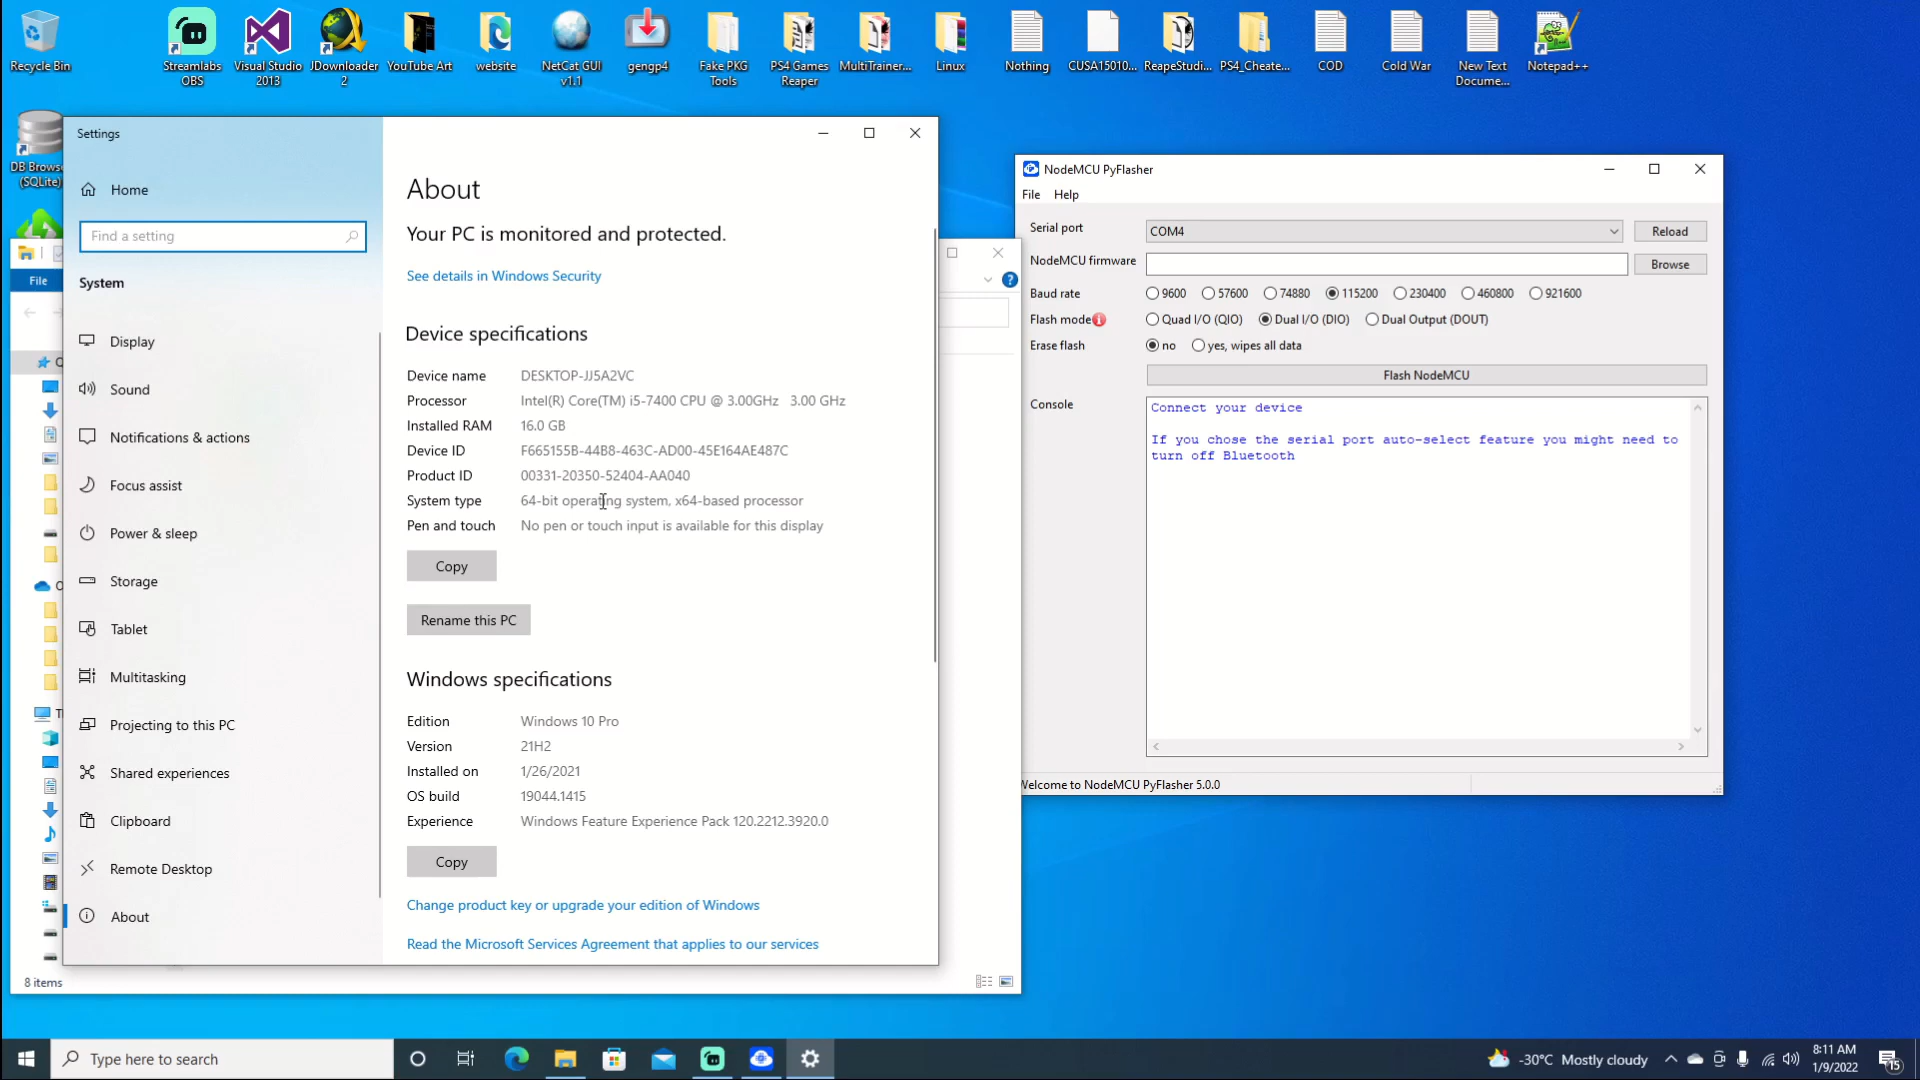 Recycle Bin
Streamlabs
OBS
Visual Studio
2013
JDownloader
2
YouTube Art
website
NetCat GUI
v1.1
gengp4
Fake PKG
Tools
PS4 Games
Reaper
MultiTrainer...
Linux
Nothing
CUSA15010...
ReapeStudi...
PS4_Cheate...
COD
Cold War
New Text
Docume...
Notepad++
DB Brows
(SQLite)
File
8 items
Settings
Home
Find a setting
System
Display
Sound
Notifications & actions
Focus assist
Power & sleep
Storage
Tablet
Multitasking
Projecting to this PC
Shared experiences
Clipboard
Remote Desktop
About
About
Your PC is monitored and protected.
See details in Windows Security
Device specifications
Device name DESKTOP-JJ5A2VC
Processor Intel(R) Core(TM) i5-7400 CPU @ 3.00GHz 3.00 GHz
Installed RAM 16.0 GB
Device ID F665155B-44B8-463C-AD00-45E164AE487C
Product ID 00331-20350-52404-AA040
System type 64-bit operating system, x64-based processor
Pen and touch No pen or touch input is available for this display
Copy
Rename this PC
Windows specifications
Edition Windows 10 Pro
Version 21H2
Installed on 1/26/2021
OS build 19044.1415
Experience Windows Feature Experience Pack 120.2212.3920.0
Copy
Change product key or upgrade your edition of Windows
Read the Microsoft Services Agreement that applies to our services
NodeMCU PyFlasher
File Help
Serial port COM4 Reload
NodeMCU firmware Browse
Baud rate 9600 57600 74880 115200 230400 460800 921600
Flash mode Quad I/O (QIO) Dual I/O (DIO) Dual Output (DOUT)
Erase flash no yes, wipes all data
Flash NodeMCU
Console
Connect your device
If you chose the serial port auto-select feature you might need to
turn off Bluetooth
Welcome to NodeMCU PyFlasher 5.0.0
Type here to search
-30°C Mostly cloudy
8:11 AM
1/9/2022
15